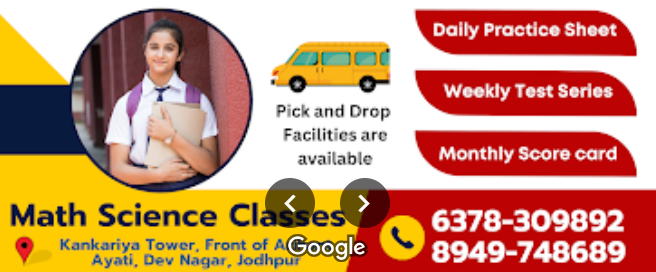 Daily Practice Sheet
Weekly Test Series
Monthly Score card
Pick and Drop
Facilities are
available
Math Science Classes
Kankariya Tower, Front of
Ayati, Dev Nagar, Jodhpur
Google
6378-309892
8949-748689